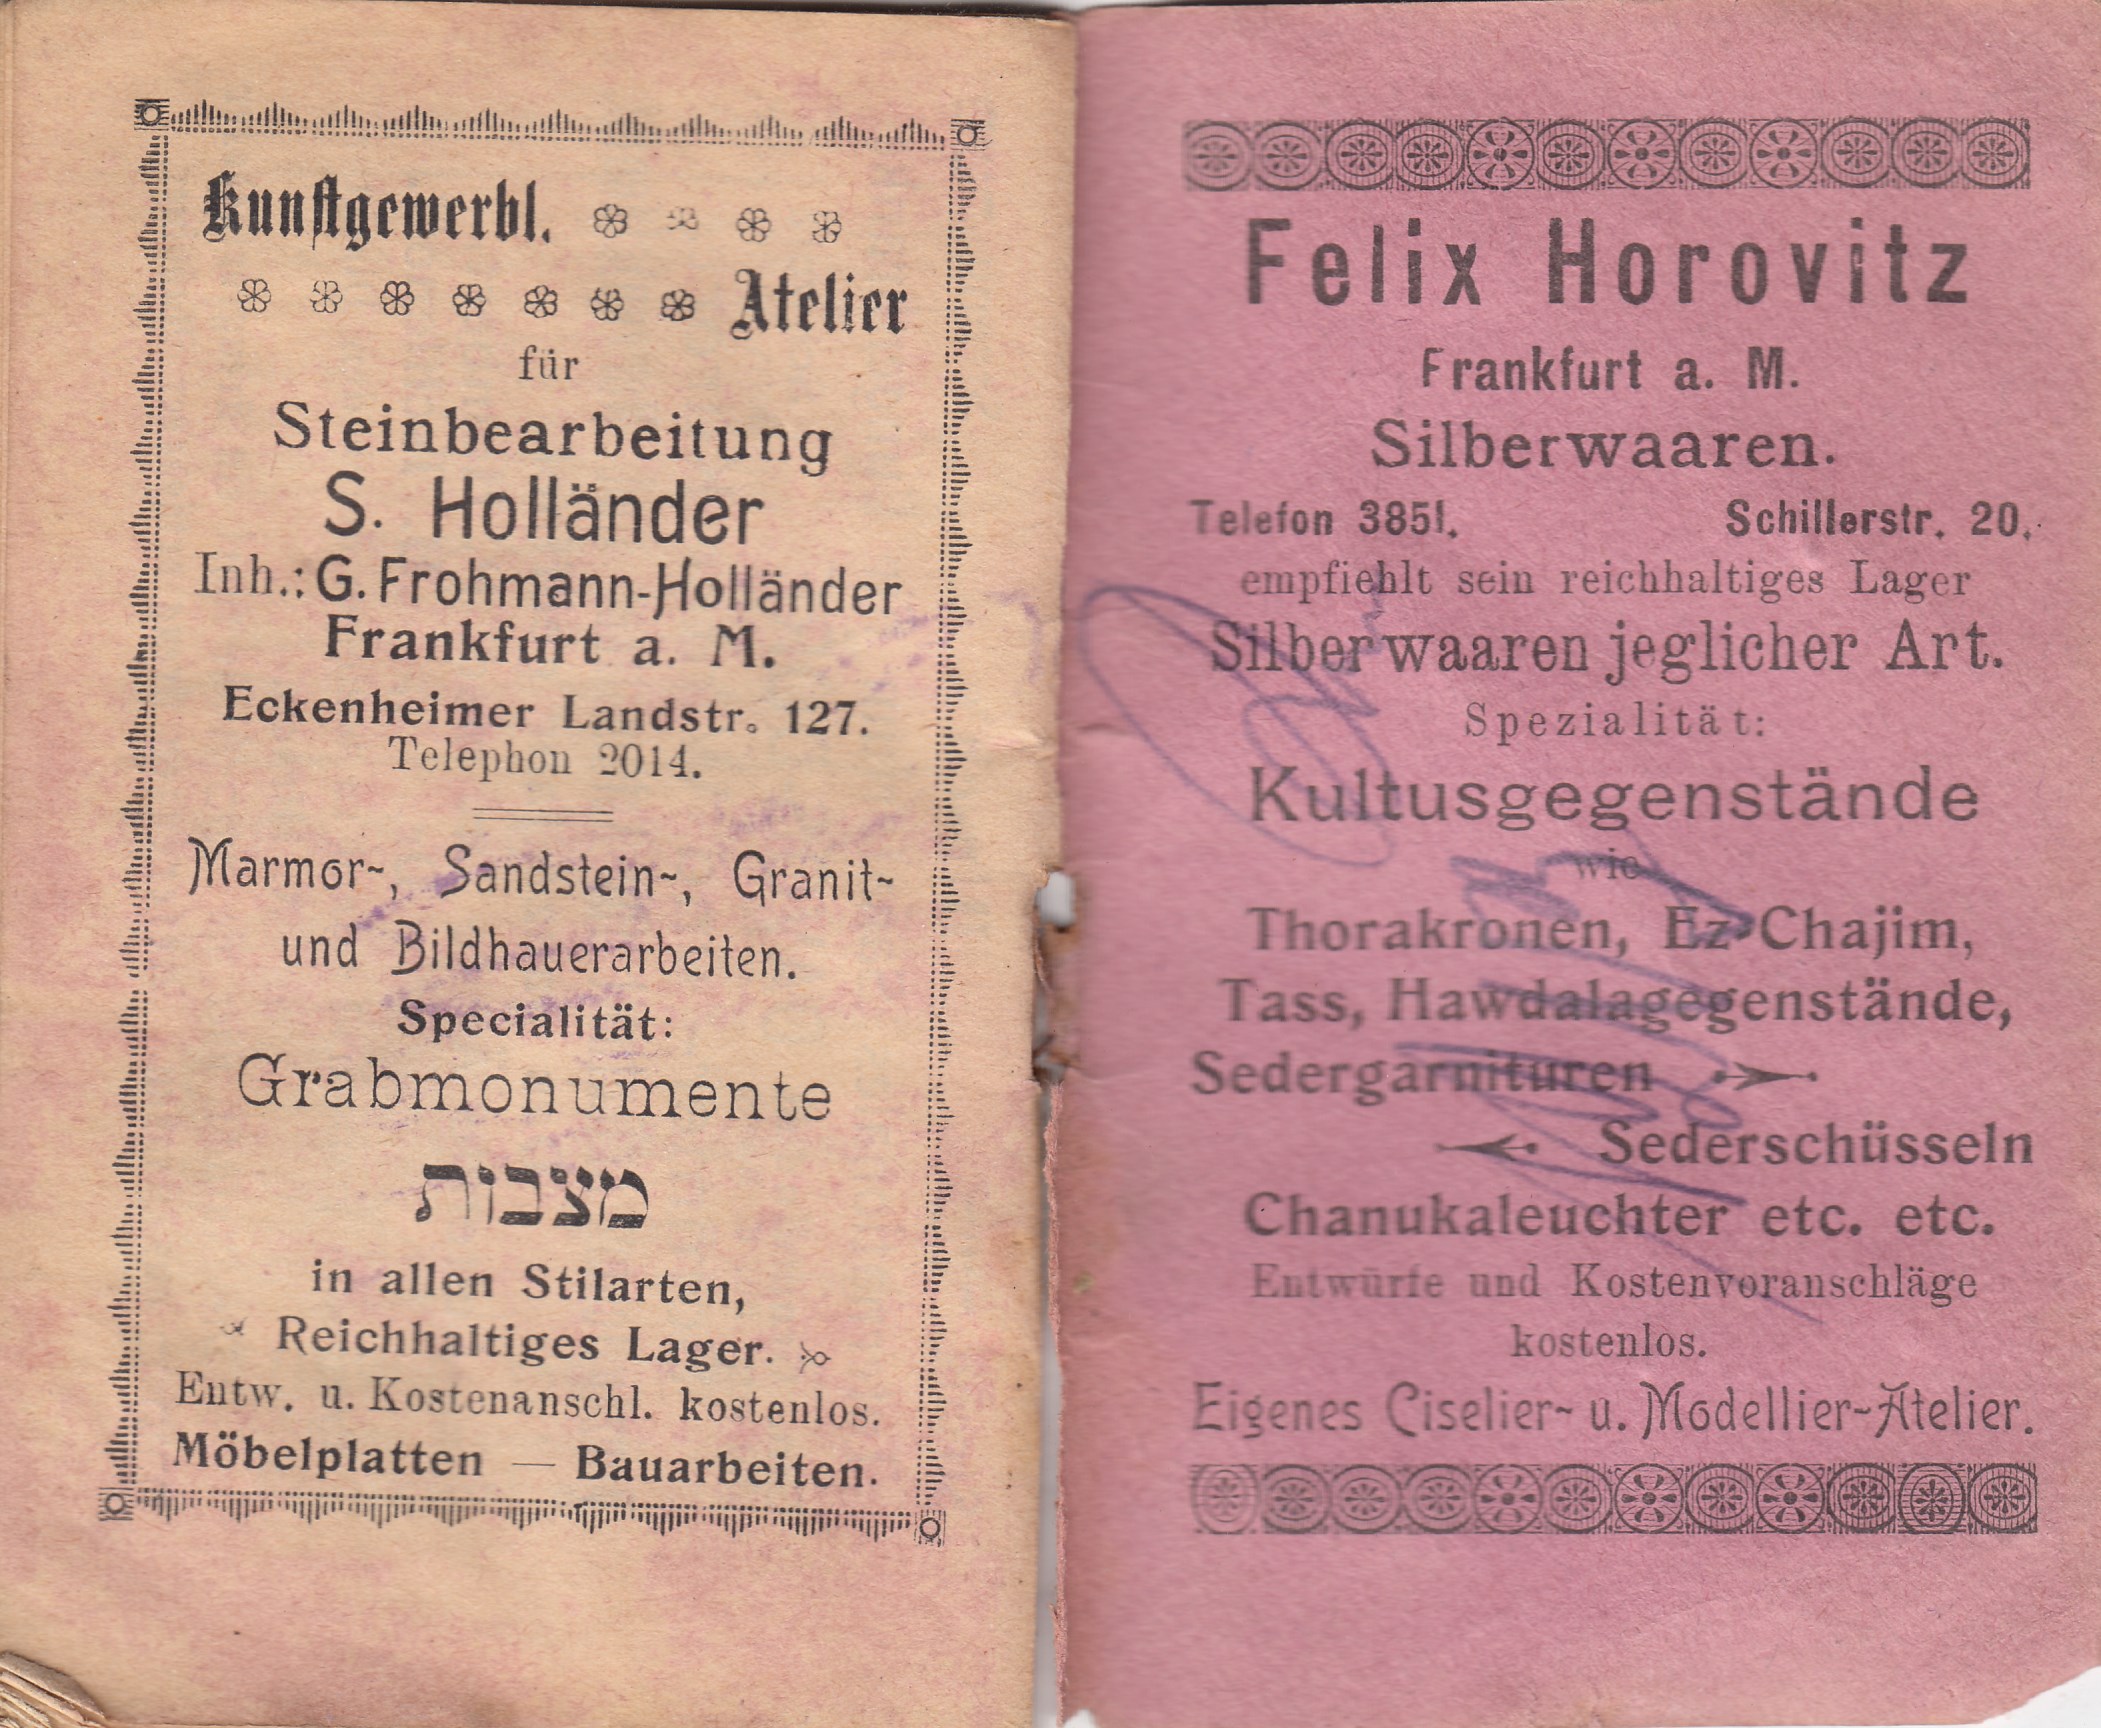 Kunstgewerbl.
Atelier
für
Steinbearbeitung
S. Holländer
Inh.: G. Frohmann-Holländer
Frankfurt a. M.
Eckenheimer Landstr. 127.
Telephon 2014.
Marmor-, Sandstein-, Granit-
und Bildhauerarbeiten.
Specialität:
Grabmonumente
מצבות
in allen Stilarten,
Reichhaltiges Lager.
Entw. u. Kostenanschl. kostenlos.
Möbelplatten — Bauarbeiten.
Felix Horovitz
Frankfurt a. M.
Silberwaaren.
Telefon 3851. Schillerstr. 20.
empfiehlt sein reichhaltiges Lager
Silberwaaren jeglicher Art.
Spezialität:
Kultusgegenstände
wie
Thorakronen, Ez-Chajim,
Tass, Hawdalagegenstände,
Sedergarnituren
Sederschüsseln
Chanukaleuchter etc. etc.
Entwürfe und Kostenvoranschläge
kostenlos.
Eigenes Ciselier- u. Modellier-Atelier.